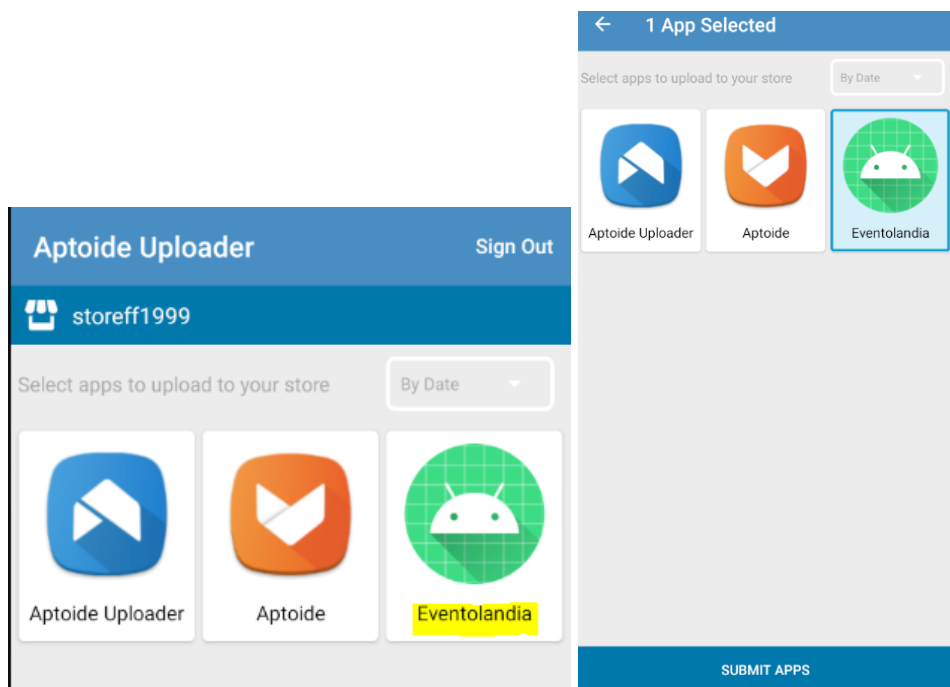 Aptoide Uploader
Sign Out
storeff1999
Select apps to upload to your store
By Date
Aptoide Uploader
Aptoide
Eventolandia
1 App Selected
Select apps to upload to your store
By Date
Aptoide Uploader
Aptoide
Eventolandia
SUBMIT APPS